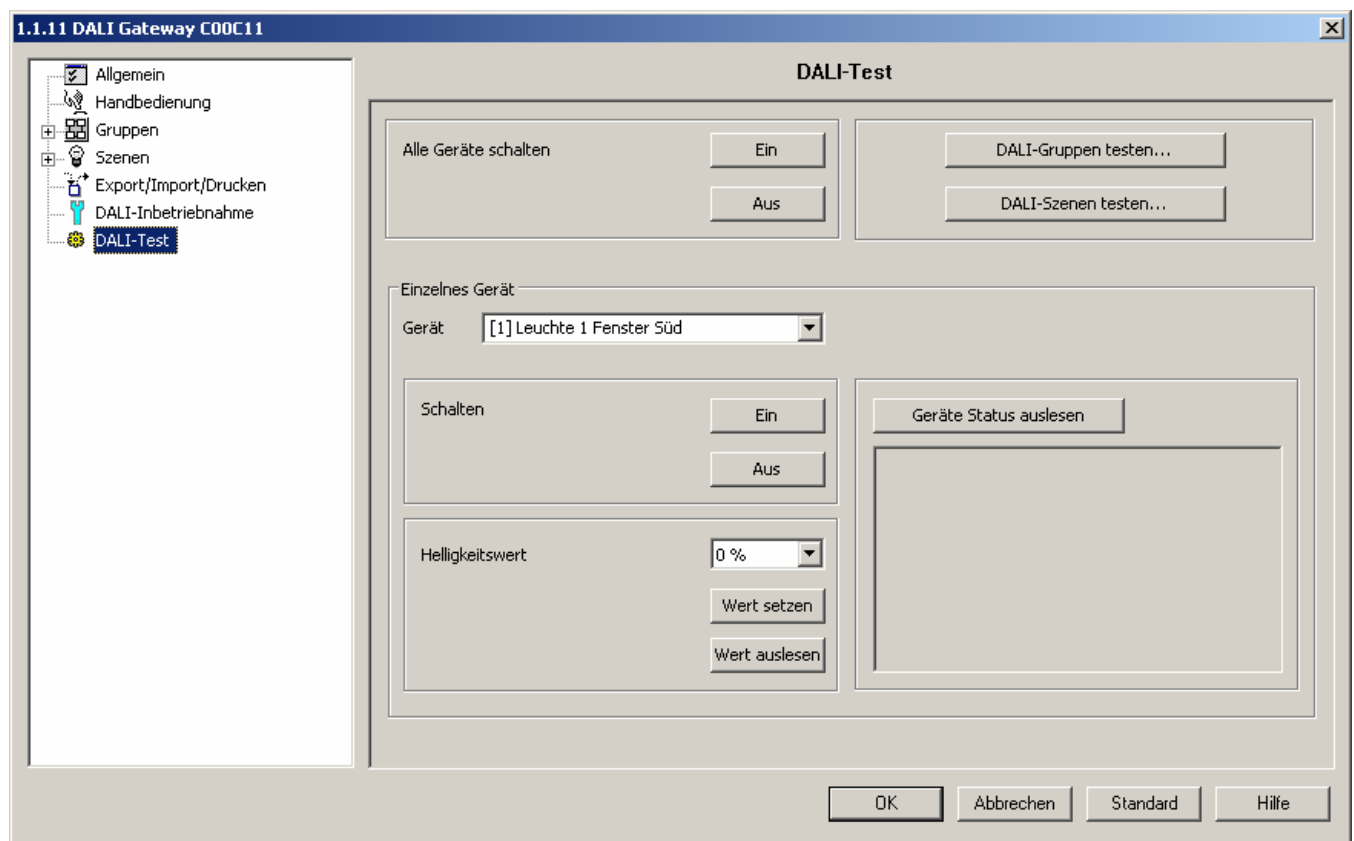 1.1.11 DALI Gateway C00C11
Allgemein
Handbedienung
Gruppen
Szenen
Export/Import/Drucken
DALI-Inbetriebnahme
DALI-Test
DALI-Test
Alle Geräte schalten
Ein
Aus
DALI-Gruppen testen...
DALI-Szenen testen...
Einzelnes Gerät
Gerät
[1] Leuchte 1 Fenster Süd
Schalten
Ein
Aus
Geräte Status auslesen
Helligkeitswert
0 %
Wert setzen
Wert auslesen
OK
Abbrechen
Standard
Hilfe